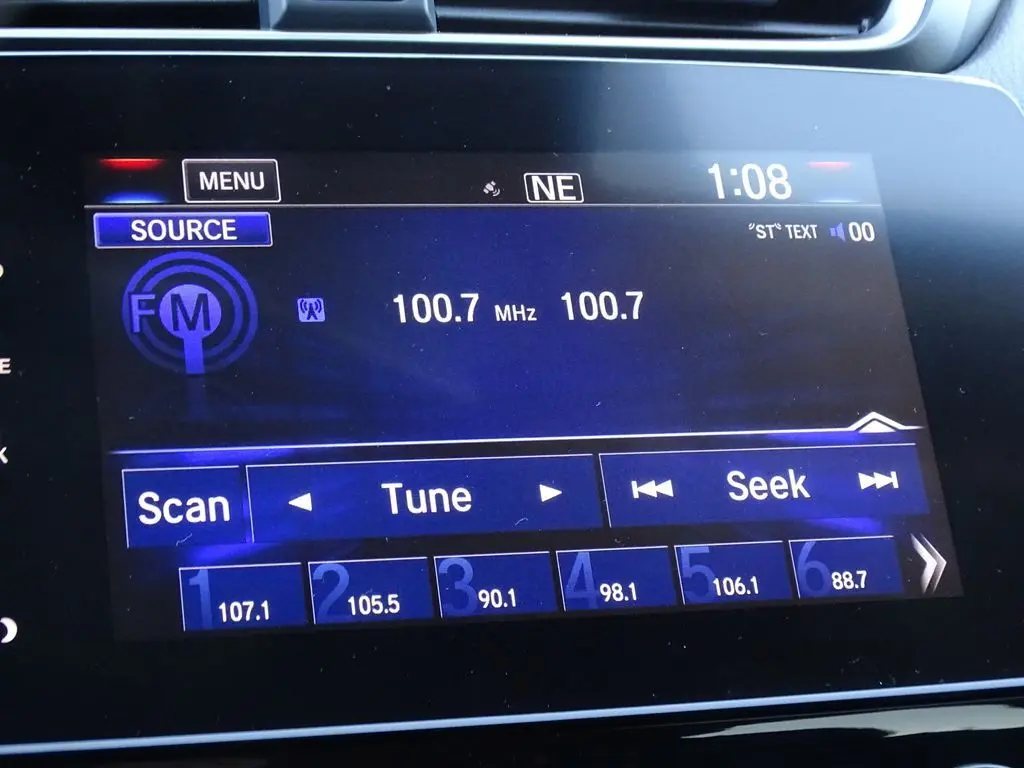 MENU NE 1:08
SOURCE "ST" TEXT 00
FM 100.7 MHz 100.7
Scan Tune Seek
1 107.1 2 105.5 3 90.1 4 98.1 5 106.1 6 88.7